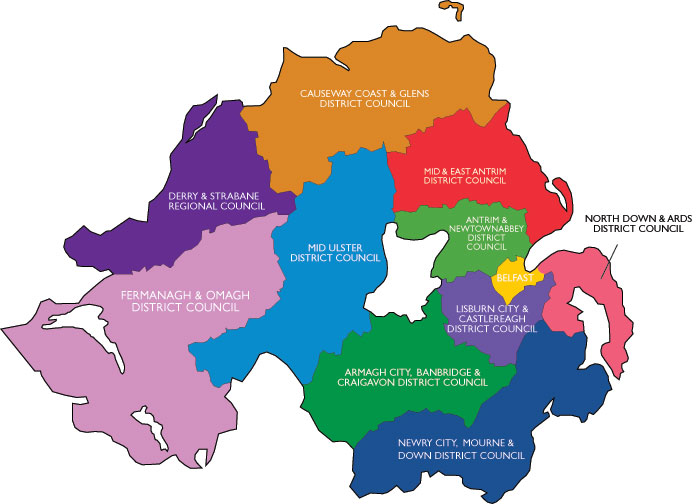 CAUSEWAY COAST & GLENS
DISTRICT COUNCIL
MID & EAST ANTRIM
DISTRICT COUNCIL
DERRY & STRABANE
REGIONAL COUNCIL
ANTRIM &
NEWTOWNABBEY
DISTRICT
COUNCIL
NORTH DOWN & ARDS
DISTRICT COUNCIL
MID ULSTER
DISTRICT COUNCIL
BELFAST
FERMANAGH & OMAGH
DISTRICT COUNCIL
LISBURN CITY &
CASTLEREAGH
DISTRICT COUNCIL
ARMAGH CITY, BANBRIDGE &
CRAIGAVON DISTRICT COUNCIL
NEWRY CITY, MOURNE &
DOWN DISTRICT COUNCIL